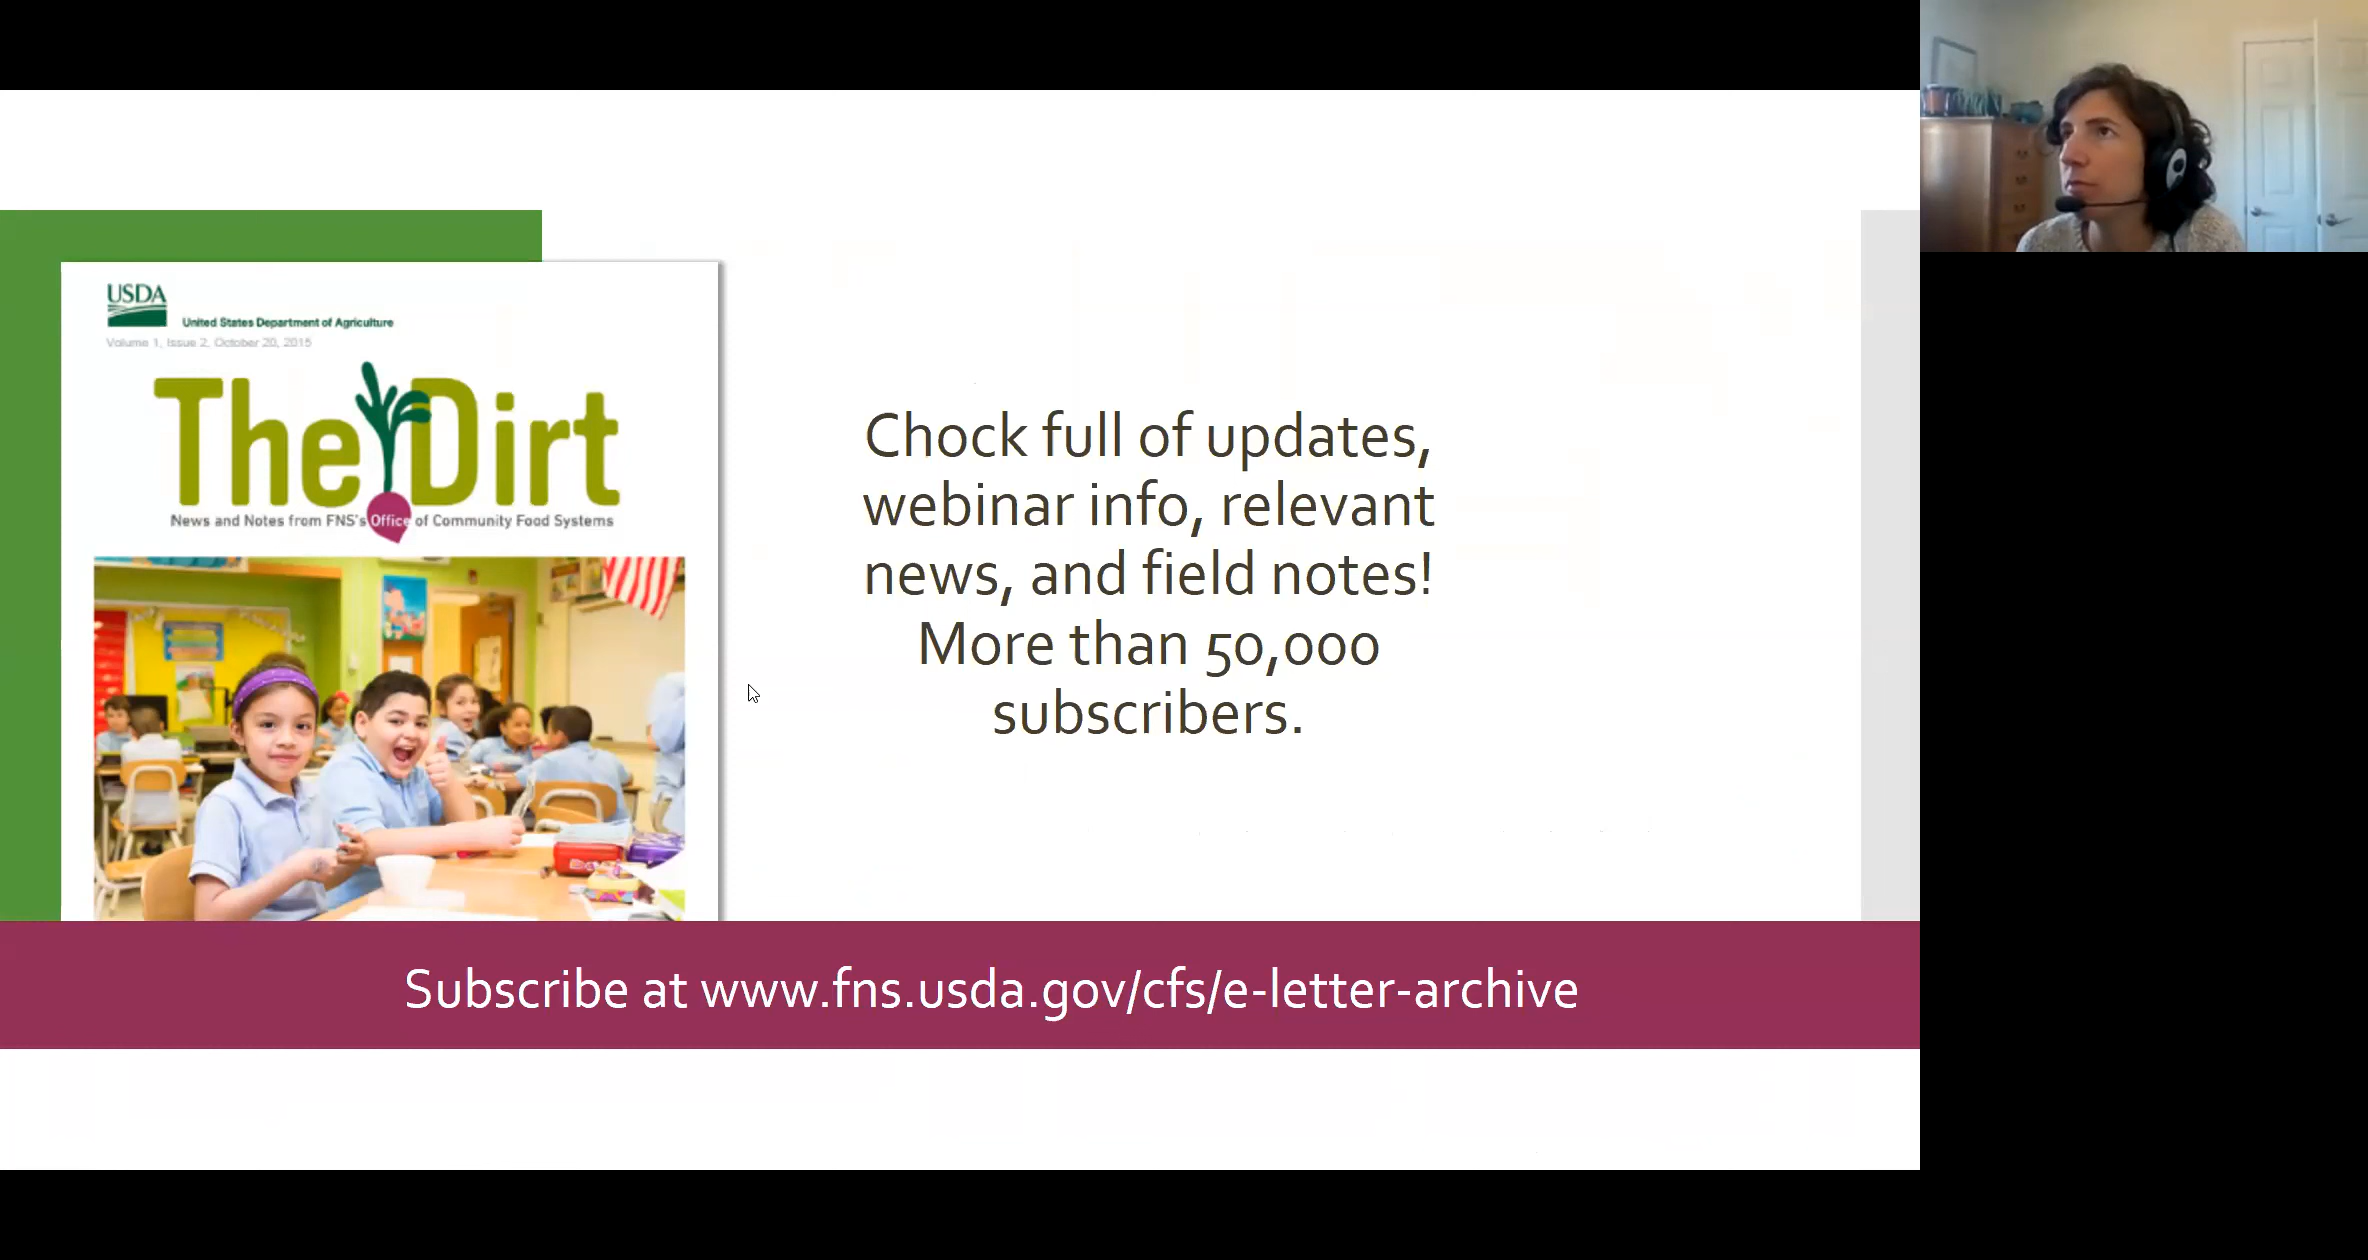 USDA
United States Department of Agriculture
Volume 1, Issue 2, October 20, 2015
The Dirt
News and Notes from FNS's Office of Community Food Systems
Chock full of updates,
webinar info, relevant
news, and field notes!
More than 50,000
subscribers.
Subscribe at www.fns.usda.gov/cfs/e-letter-archive